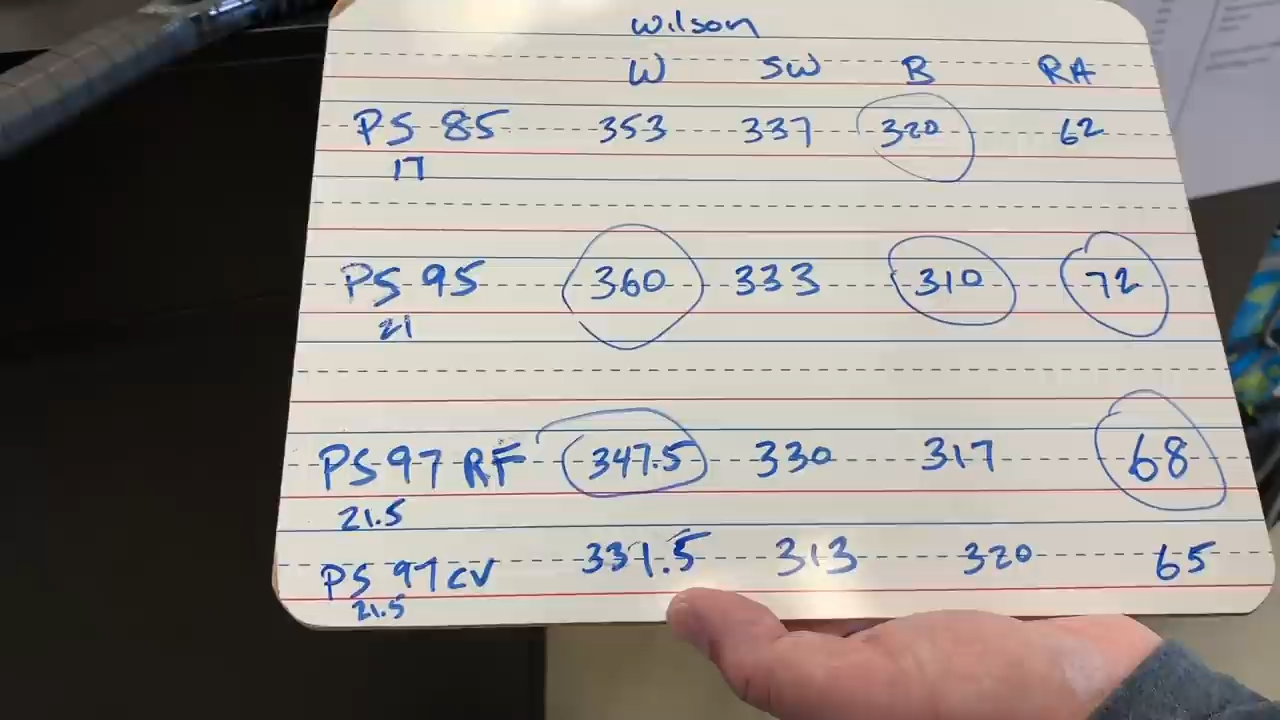 Wilson
W SW B RA
PS 85 353 337 320 62
17
PS 95 360 333 310 72
21
PS 97 RF 347.5 330 317 68
21.5
PS 97 CV 331.5 313 320 65
21.5